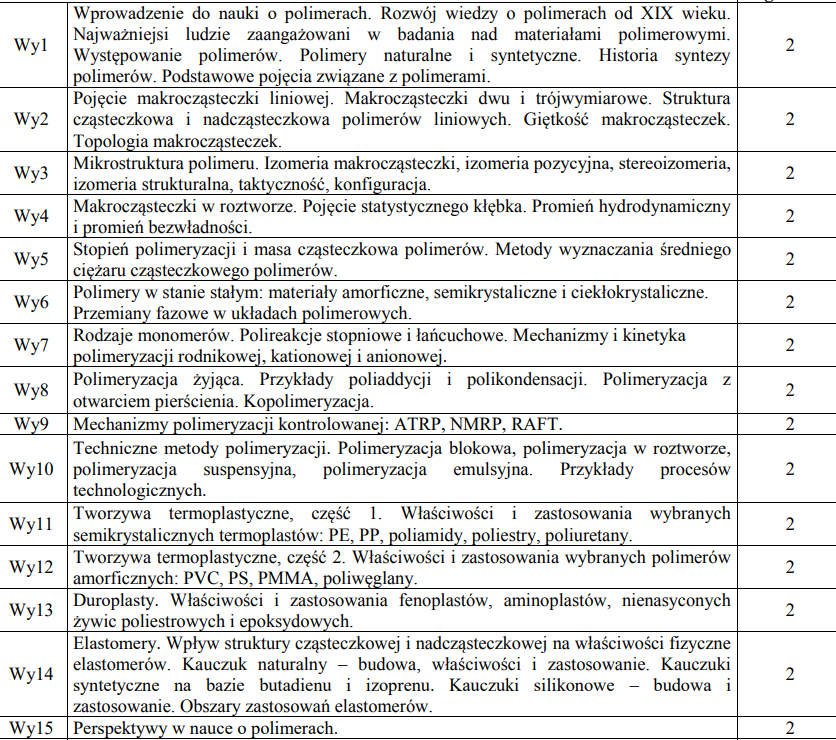 Wprowadzenie do nauki o polimerach. Rozwój wiedzy o polimerach od XIX wieku.
Najważniejsi ludzie zaangażowani w badania nad materiałami polimerowymi.
Wy1 Występowanie polimerów. Polimery naturalne i syntetyczne. Historia syntezy 2
polimerów. Podstawowe pojęcia związane z polimerami.
Pojęcie makrocząsteczki liniowej. Makrocząsteczki dwu i trójwymiarowe. Struktura
Wy2 cząsteczkowa i nadcząsteczkowa polimerów liniowych. Giętkość makrocząsteczek. 2
Topologia makrocząsteczek.
Wy3 Mikrostruktura polimeru. Izomeria makrocząsteczki, izomeria pozycyjna, stereoizomeria, 2
izomeria strukturalna, taktyczność, konfiguracja.
Wy4 Makrocząsteczki w roztworze. Pojęcie statystycznego kłębka. Promień hydrodynamiczny 2
i promień bezwładności.
Wy5 Stopień polimeryzacji i masa cząsteczkowa polimerów. Metody wyznaczania średniego 2
ciężaru cząsteczkowego polimerów.
Wy6 Polimery w stanie stałym: materiały amorficzne, semikrystaliczne i ciekłokrystaliczne. 2
Przemiany fazowe w układach polimerowych.
Wy7 Rodzaje monomerów. Polireakcje stopniowe i łańcuchowe. Mechanizmy i kinetyka 2
polimeryzacji rodnikowej, kationowej i anionowej.
Wy8 Polimeryzacja żyjąca. Przykłady poliaddycji i polikondensacji. Polimeryzacja z 2
otwarciem pierścienia. Kopolimeryzacja.
Wy9 Mechanizmy polimeryzacji kontrolowanej: ATRP, NMRP, RAFT. 2
Techniczne metody polimeryzacji. Polimeryzacja blokowa, polimeryzacja w roztworze,
Wy10 polimeryzacja suspensyjna, polimeryzacja emulsyjna. Przykłady procesów 2
technologicznych.
Wy11 Tworzywa termoplastyczne, część 1. Właściwości i zastosowania wybranych 2
semikrystalicznych termoplastów: PE, PP, poliamidy, poliestry, poliuretany.
Wy12 Tworzywa termoplastyczne, część 2. Właściwości i zastosowania wybranych polimerów 2
amorficznych: PVC, PS, PMMA, poliwęglany.
Wy13 Duroplasty. Właściwości i zastosowania fenoplastów, aminoplastów, nienasyconych 2
żywic poliestrowych i epoksydowych.
Elastomery. Wpływ struktury cząsteczkowej i nadcząsteczkowej na właściwości fizyczne
elastomerów. Kauczuk naturalny – budowa, właściwości i zastosowanie. Kauczuki
Wy14 syntetyczne na bazie butadienu i izoprenu. Kauczuki silikonowe – budowa i 2
zastosowanie. Obszary zastosowań elastomerów.
Wy15 Perspektywy w nauce o polimerach. 2